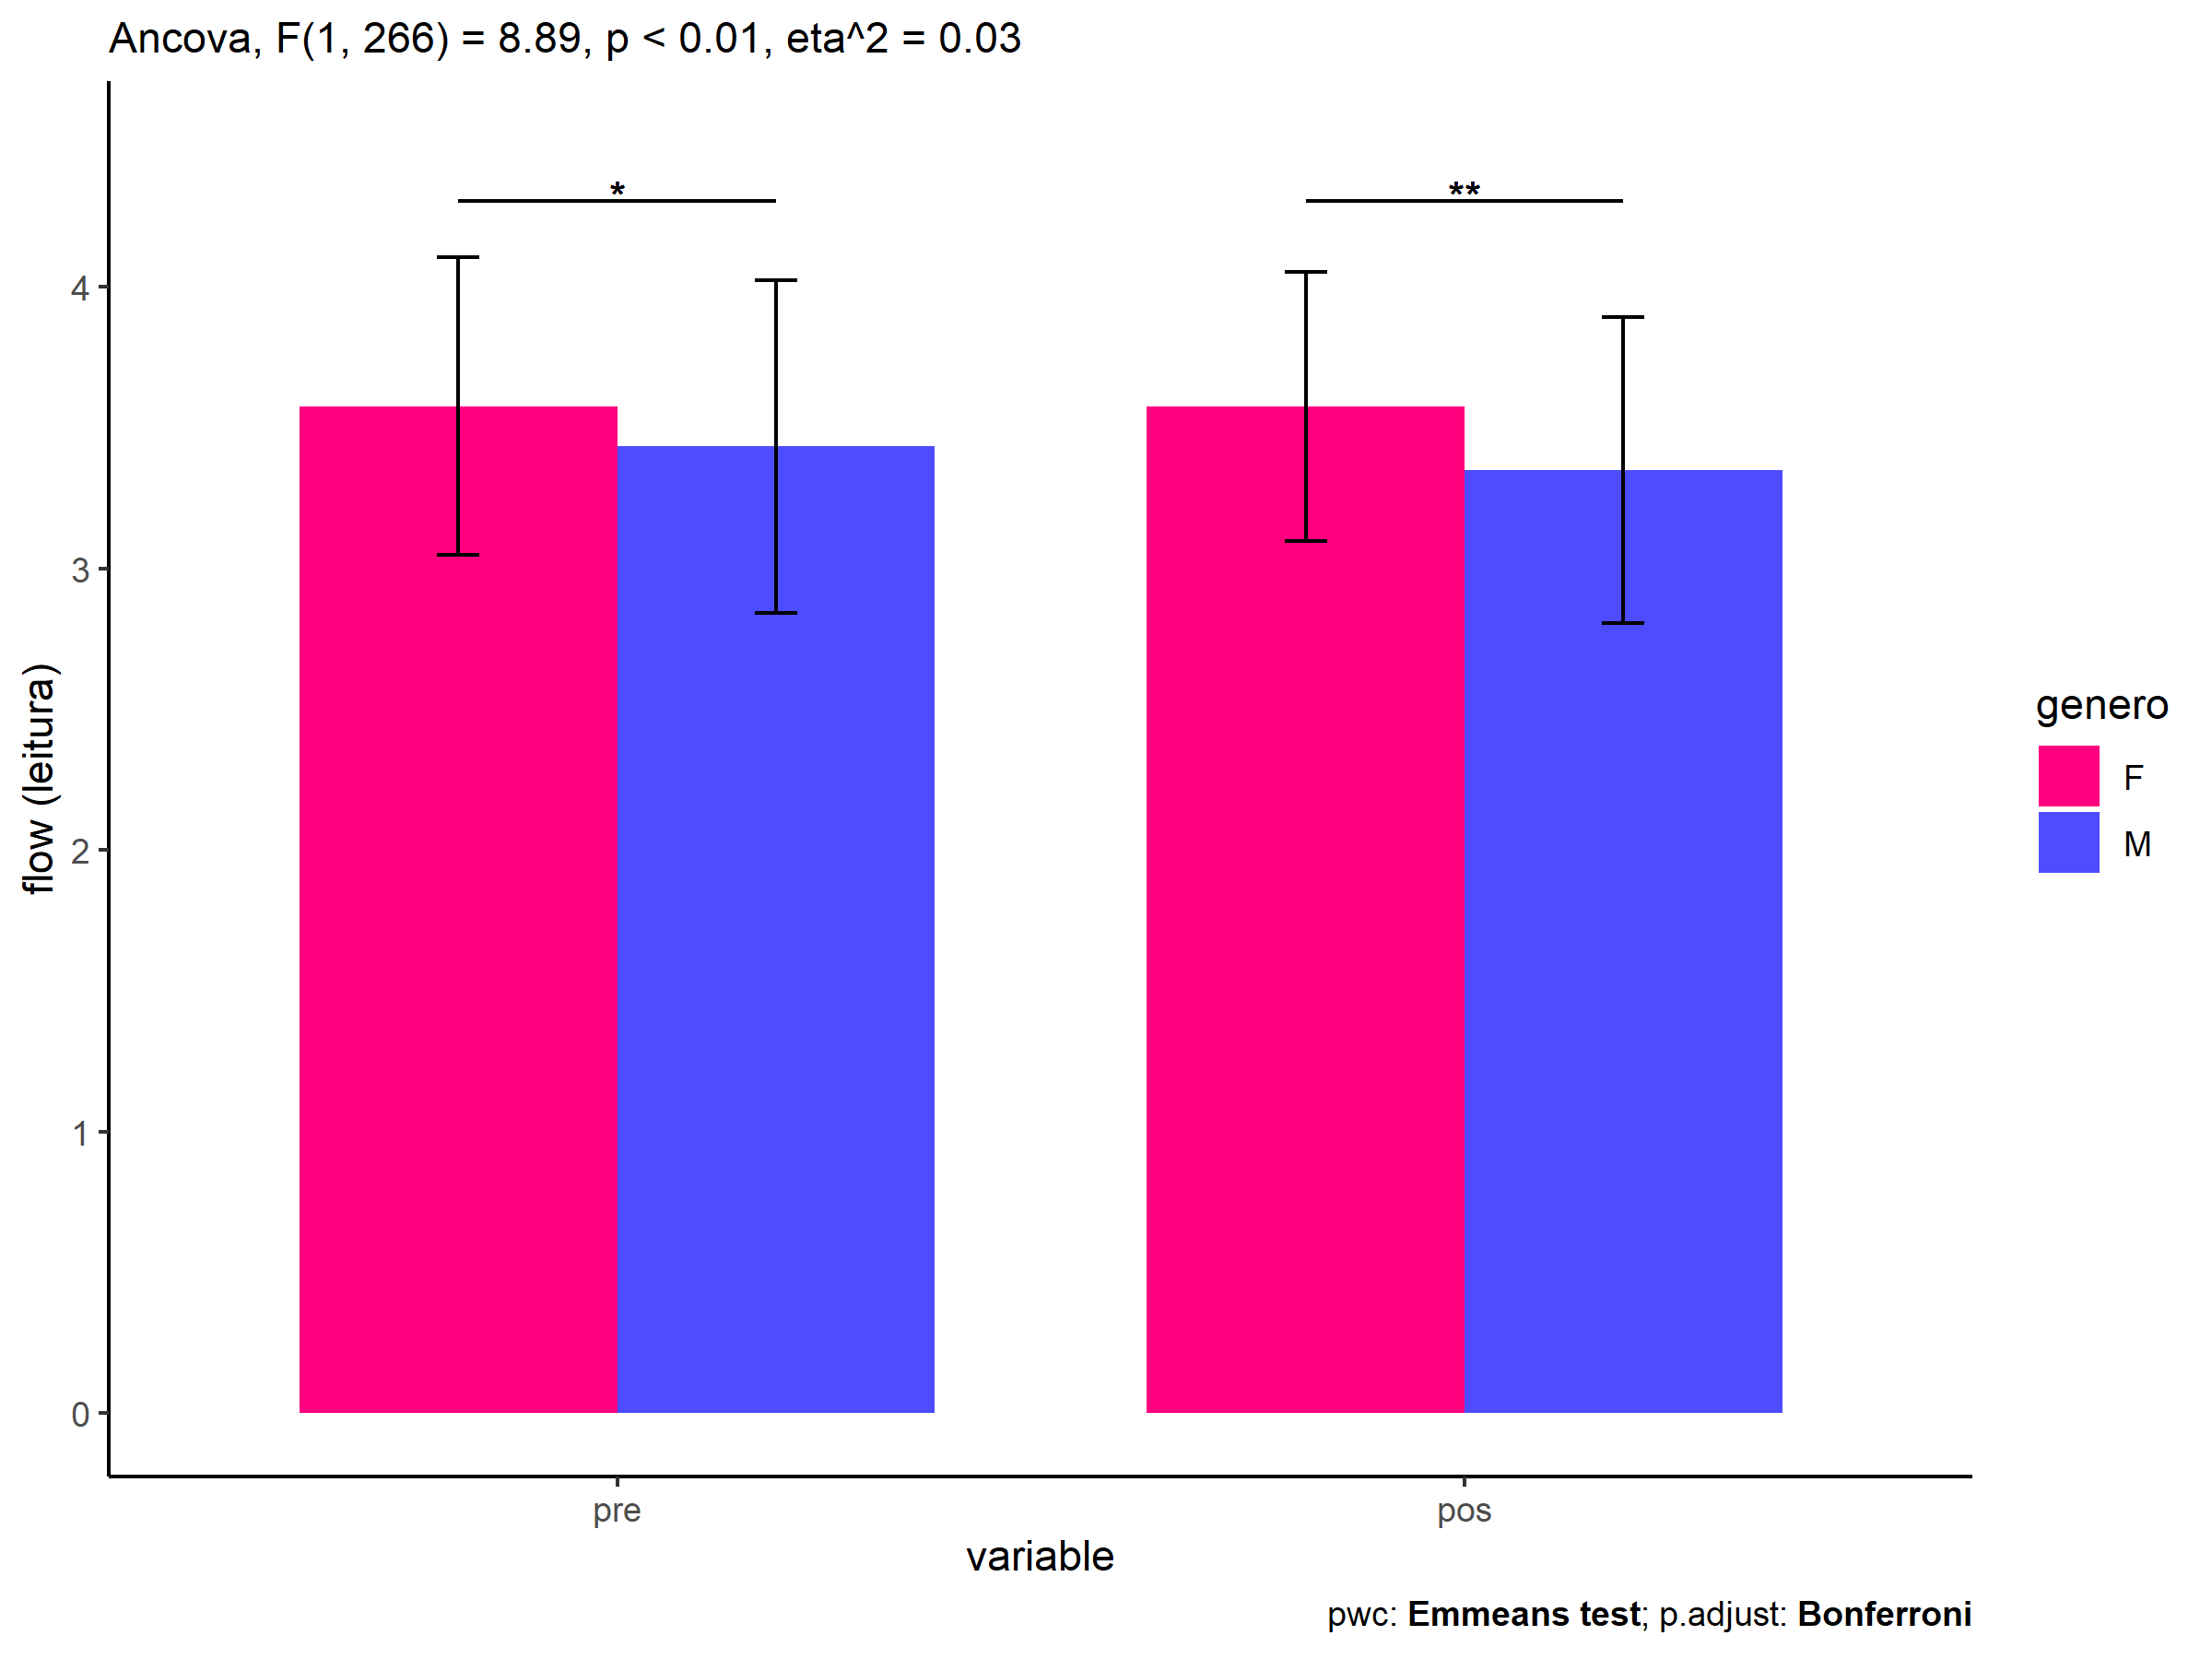 Ancova, F(1, 266) = 8.89, p < 0.01, eta^2 = 0.03
*
**
4
3
2
1
0
flow (leitura)
pre
pos
variable
genero
F
M
pwc: Emmeans test; p.adjust: Bonferroni